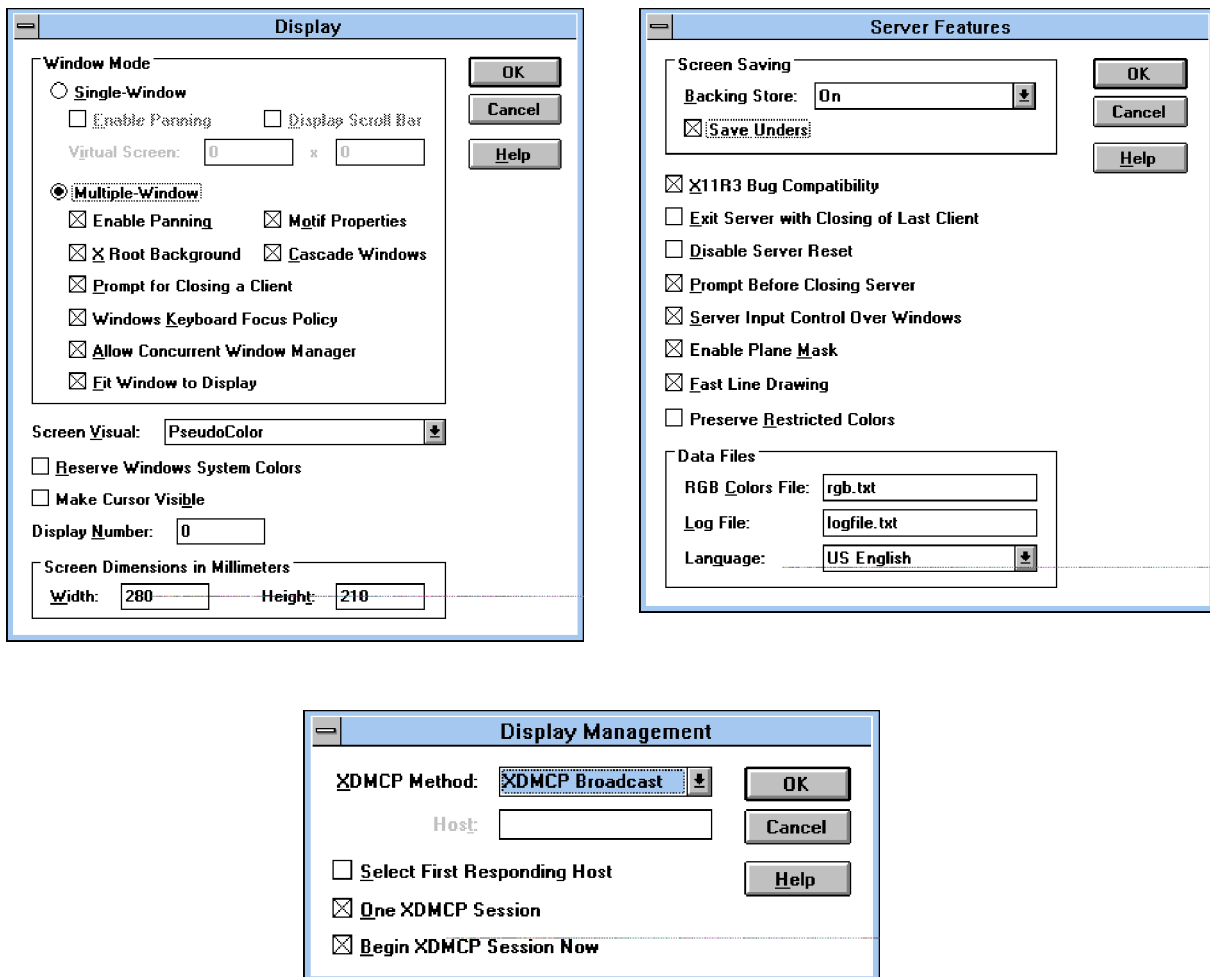 Display
Window Mode
Single-Window
Enable Panning Display Scroll Bar
Virtual Screen: 0 x 0
Multiple-Window
Enable Panning Motif Properties
X Root Background Cascade Windows
Prompt for Closing a Client
Windows Keyboard Focus Policy
Allow Concurrent Window Manager
Fit Window to Display
OK
Cancel
Help
Screen Visual: PseudoColor
Reserve Windows System Colors
Make Cursor Visible
Display Number: 0
Screen Dimensions in Millimeters
Width: 280 Height: 210
Server Features
Screen Saving
Backing Store: On
Save Unders
OK
Cancel
Help
X11R3 Bug Compatibility
Exit Server with Closing of Last Client
Disable Server Reset
Prompt Before Closing Server
Server Input Control Over Windows
Enable Plane Mask
Fast Line Drawing
Preserve Restricted Colors
Data Files
RGB Colors File: rgb.txt
Log File: logfile.txt
Language: US English
Display Management
XDMCP Method: XDMCP Broadcast
Host:
OK
Cancel
Help
Select First Responding Host
One XDMCP Session
Begin XDMCP Session Now